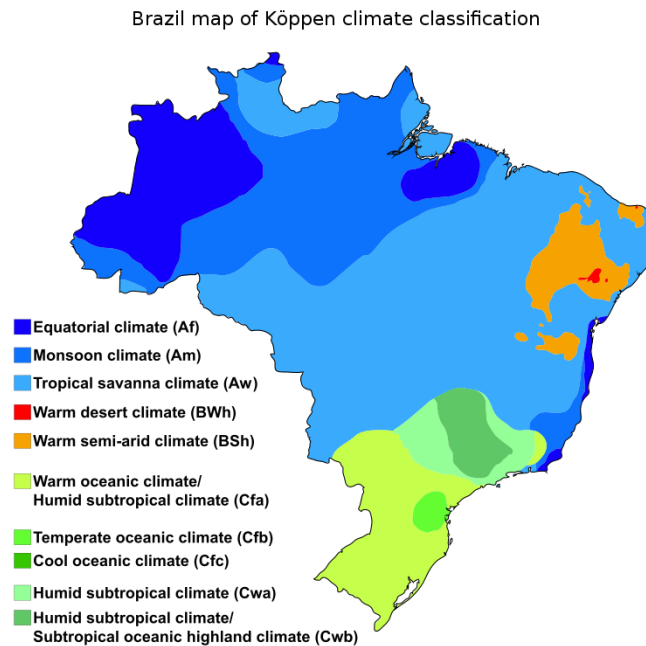 Brazil map of Köppen climate classification
Equatorial climate (Af)
Monsoon climate (Am)
Tropical savanna climate (Aw)
Warm desert climate (BWh)
Warm semi-arid climate (BSh)
Warm oceanic climate/
Humid subtropical climate (Cfa)
Temperate oceanic climate (Cfb)
Cool oceanic climate (Cfc)
Humid subtropical climate (Cwa)
Humid subtropical climate/
Subtropical oceanic highland climate (Cwb)